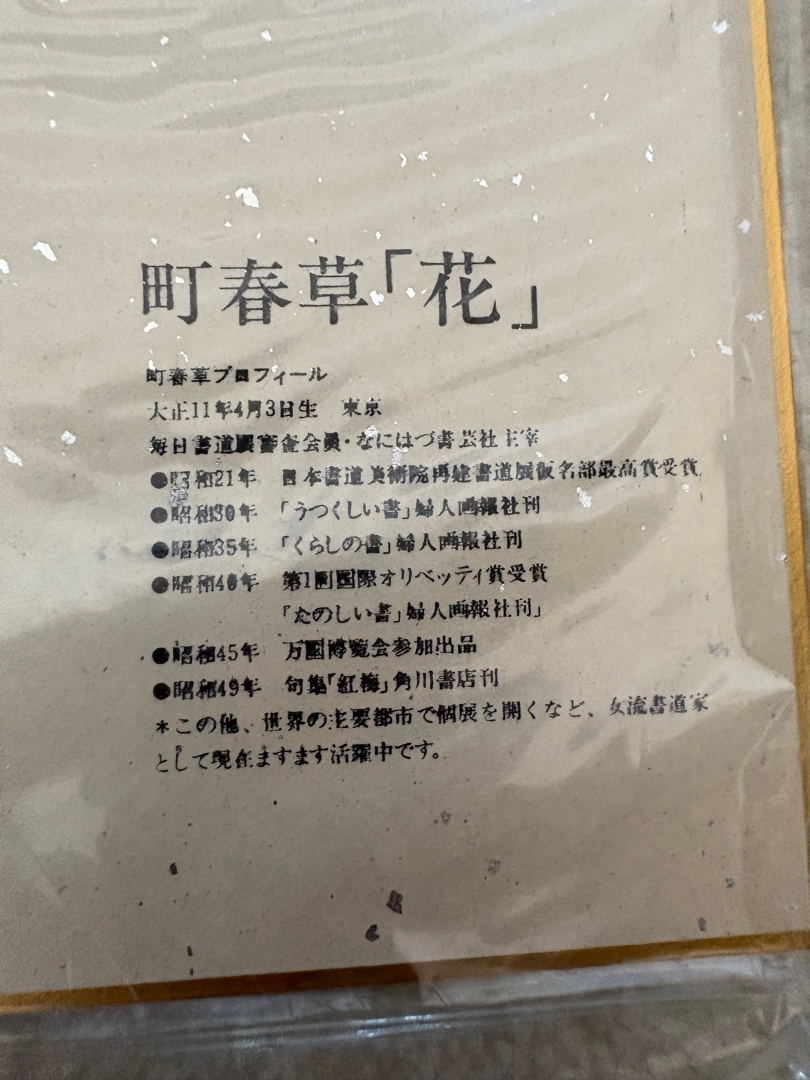 町春草「花」
町春草プロフィール
大正11年4月3日生　東京
毎日書道展審査会員・なにはづ書芸社主宰
●昭和21年　日本書道美術院再建書道展仮名部最高賞受賞
●昭和30年　「うつくしい書」婦人画報社刊
●昭和35年　「くらしの書」婦人画報社刊
●昭和40年　第1回国際オリベッティ賞受賞
「たのしい書」婦人画報社刊」
●昭和45年　万国博覧会参加出品
●昭和49年　句集「紅梅」角川書店刊
＊この他、世界の主要都市で個展を開くなど、女流書道家
として現在ますます活躍中です。